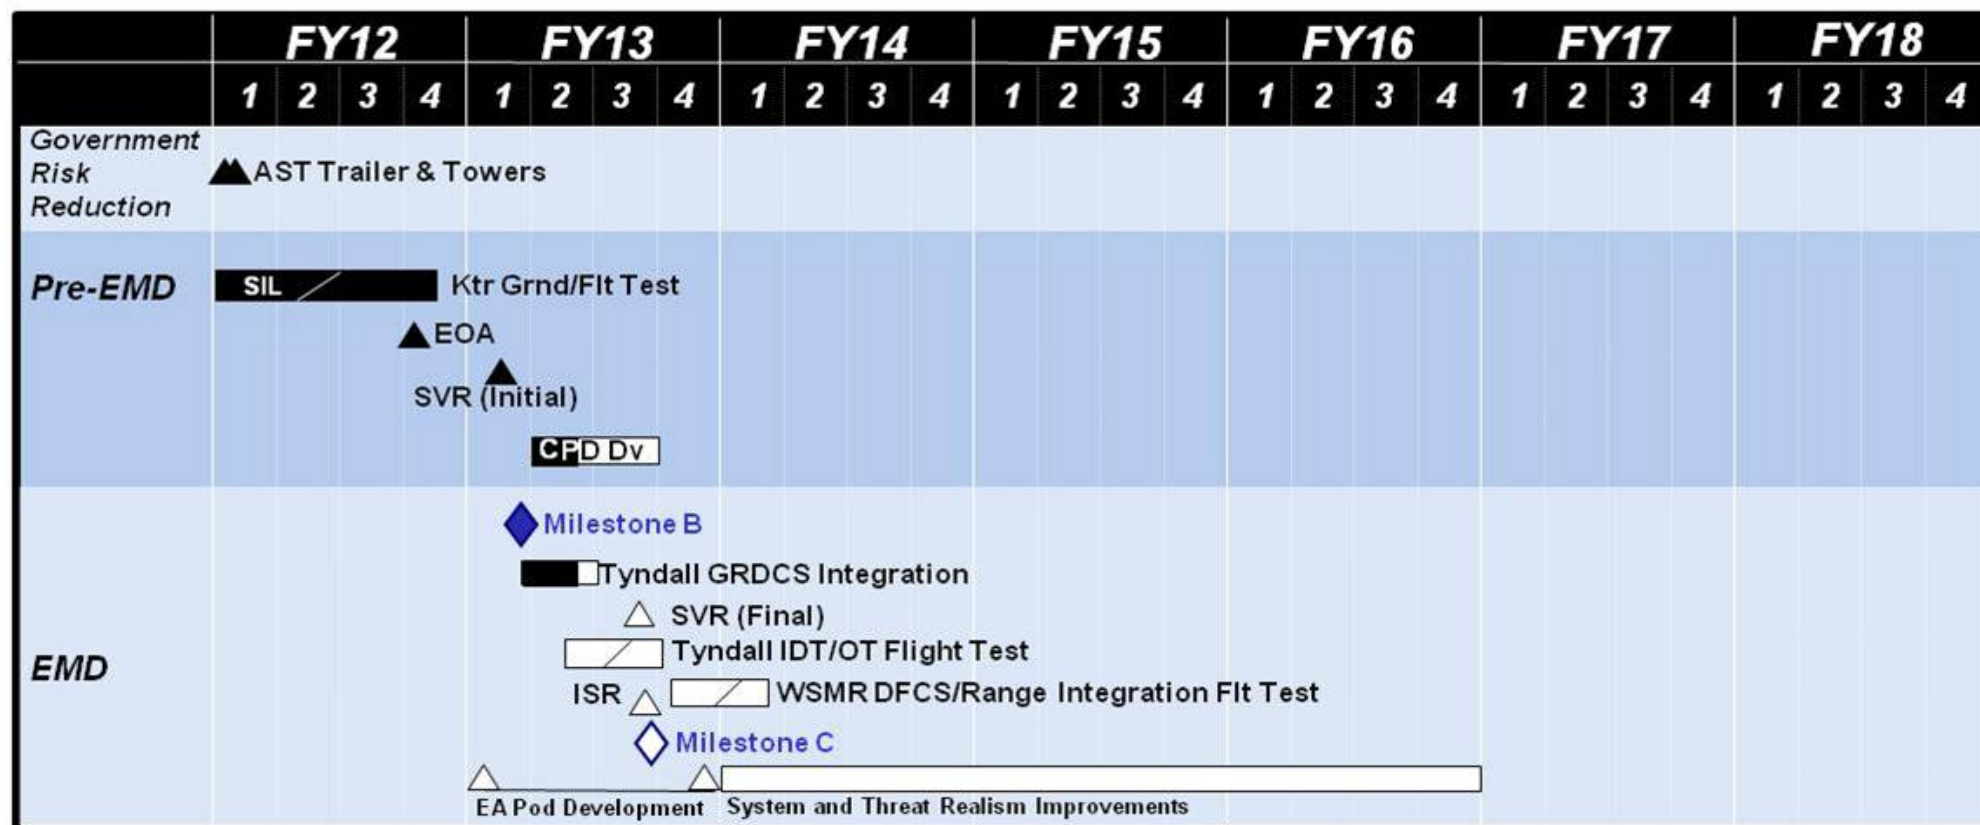 FY12 FY13 FY14 FY15 FY16 FY17 FY18
1 2 3 4 1 2 3 4 1 2 3 4 1 2 3 4 1 2 3 4 1 2 3 4 1 2 3 4
Government
Risk
Reduction
AST Trailer & Towers
Pre-EMD
SIL
Ktr Grnd/Flt Test
EOA
SVR (Initial)
CPD Dv
EMD
Milestone B
Tyndall GRDCS Integration
SVR (Final)
Tyndall IDT/OT Flight Test
ISR
WSMR DFCS/Range Integration Flt Test
Milestone C
EA Pod Development
System and Threat Realism Improvements